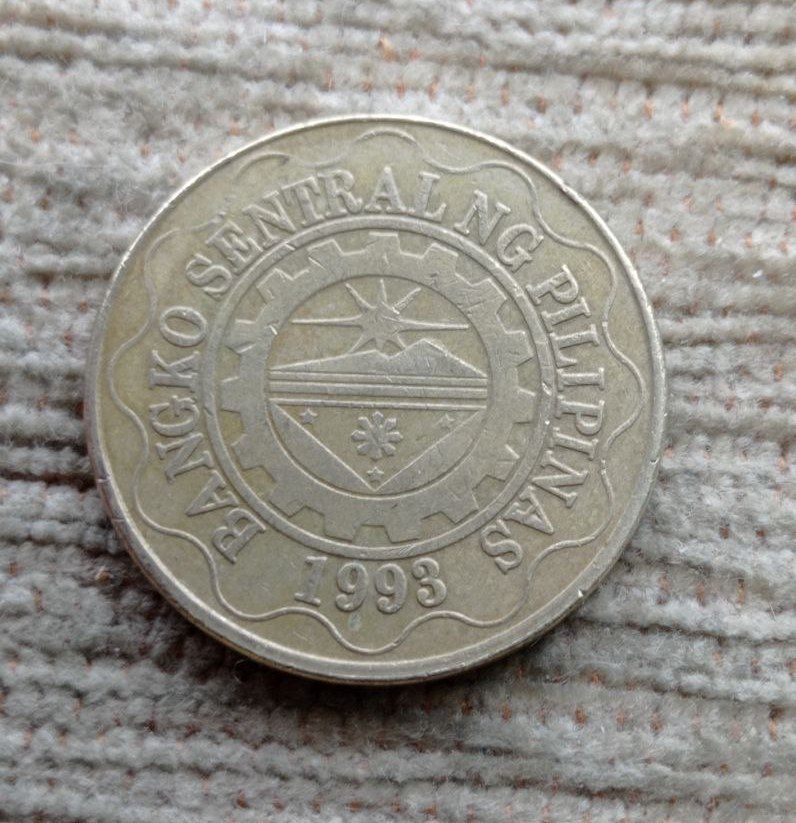 BANGKO SENTRAL NG PILIPINAS
1993